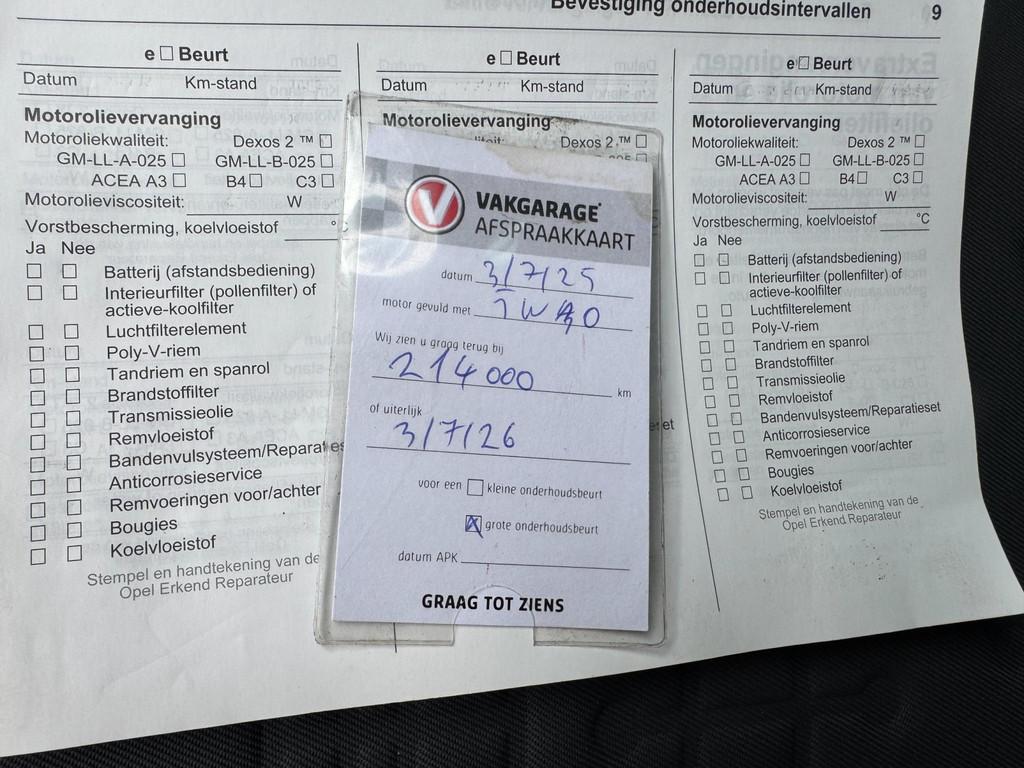 Bevestiging onderhoudsintervallen 9
e □ Beurt
Datum Km-stand
Motorolievervanging
Motoroliekwaliteit: Dexos 2 ™ □
GM-LL-A-025 □ GM-LL-B-025 □
ACEA A3 □ B4 □ C3 □
Motorolieviscositeit: W
Vorstbescherming, koelvloeistof
Ja Nee
□ □ Batterij (afstandsbediening)
□ □ Interieurfilter (pollenfilter) of
actieve-koolfilter
□ □ Luchtfilterelement
□ □ Poly-V-riem
□ □ Tandriem en spanrol
□ □ Brandstoffilter
□ □ Transmissieolie
□ □ Remvloeistof
□ □ Bandenvulsysteem/Reparat es
□ □ Anticorrosieservice
□ □ Remvoeringen voor/achter
□ □ Bougies
□ □ Koelvloeistof
Stempel en handtekening van de
Opel Erkend Reparateur
e □ Beurt
Datum Km-stand
Motorolievervanging
Dexos 2 ™ □
VAKGARAGE
AFSPRAAKKAART
datum 3/7/25
motor gevuld met
Wij zien u graag terug bij
214000 km
of uiterlijk
3/7/26
voor een □ kleine onderhoudsbeurt
☒ grote onderhoudsbeurt
datum APK
GRAAG TOT ZIENS
e □ Beurt
Datum Km-stand
Motorolievervanging
Motoroliekwaliteit: Dexos 2 ™ □
GM-LL-A-025 □ GM-LL-B-025 □
ACEA A3 □ B4 □ C3 □
Motorolieviscositeit: W
Vorstbescherming, koelvloeistof °C
Ja Nee
□ □ Batterij (afstandsbediening)
□ □ Interieurfilter (pollenfilter) of
actieve-koolfilter
□ □ Luchtfilterelement
□ □ Poly-V-riem
□ □ Tandriem en spanrol
□ □ Brandstoffilter
□ □ Transmissieolie
□ □ Remvloeistof
□ □ Bandenvulsysteem/Reparatieset
□ □ Anticorrosieservice
□ □ Remvoeringen voor/achter
□ □ Bougies
□ □ Koelvloeistof
Stempel en handtekening van de
Opel Erkend Reparateur